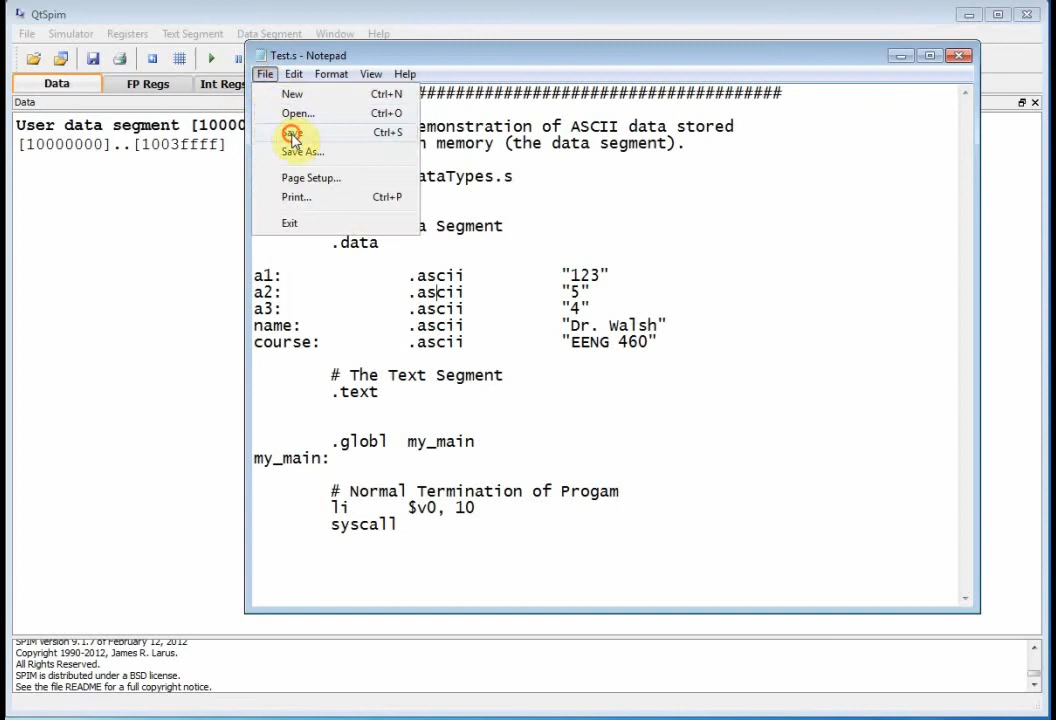 QtSpim
File Simulator Registers Text Segment Data Segment Window Help
Data FP Regs Int Regs
Data
User data segment [10000
[10000000]..[1003ffff]
Test.s - Notepad
File Edit Format View Help
New Ctrl+N
Open... Ctrl+O
Save Ctrl+S
Save As...
Page Setup...
Print... Ctrl+P
Exit
######################################
emonstration of ASCII data stored
n memory (the data segment).
ataTypes.s
a Segment
.data
a1: .ascii "123"
a2: .ascii "5"
a3: .ascii "4"
name: .ascii "Dr. Walsh"
course: .ascii "EENG 460"
# The Text Segment
.text
.globl my_main
my_main:
# Normal Termination of Progam
li $v0, 10
syscall
SPIM Version 9.1.7 of February 12, 2012
Copyright 1990-2012, James R. Larus.
All Rights Reserved.
SPIM is distributed under a BSD license.
See the file README for a full copyright notice.